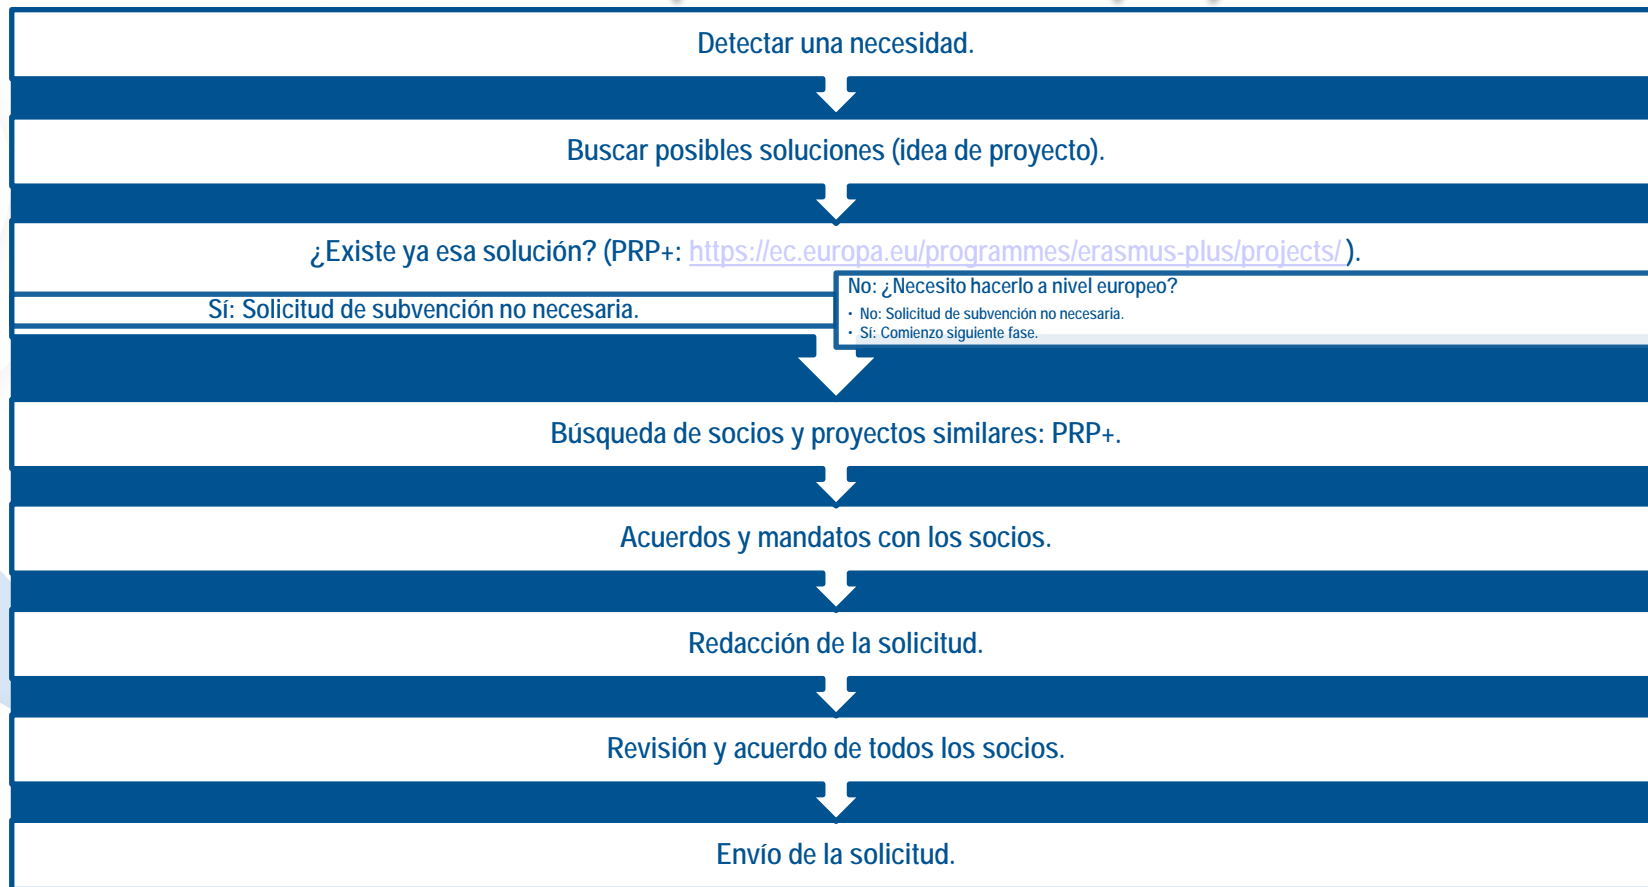 Detectar una necesidad.
Buscar posibles soluciones (idea de proyecto).
¿Existe ya esa solución? (PRP+: https://ec.europa.eu/programmes/erasmus-plus/projects/ ).
Sí: Solicitud de subvención no necesaria.
No: ¿Necesito hacerlo a nivel europeo?
• No: Solicitud de subvención no necesaria.
• Sí: Comienzo siguiente fase.
Búsqueda de socios y proyectos similares: PRP+.
Acuerdos y mandatos con los socios.
Redacción de la solicitud.
Revisión y acuerdo de todos los socios.
Envío de la solicitud.